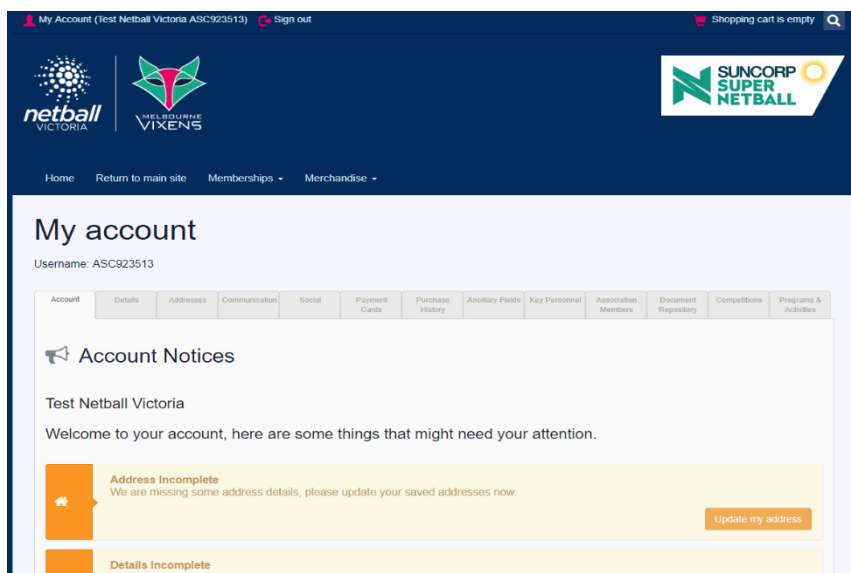 My Account (Test Netball Victoria ASC923513) Sign out Shopping cart is empty
netball
VICTORIA
MELBOURNE
VIXENS
SUNCORP
SUPER
NETBALL
Home Return to main site Memberships Merchandise
My account
Username: ASC923513
Account Details Addresses Communication Social Payment Cards Purchase History Ancillary Fields Key Personnel Association Members Document Repository Competitions Programs & Activities
Account Notices
Test Netball Victoria
Welcome to your account, here are some things that might need your attention.
Address Incomplete
We are missing some address details, please update your saved addresses now.
Update my address
Details Incomplete